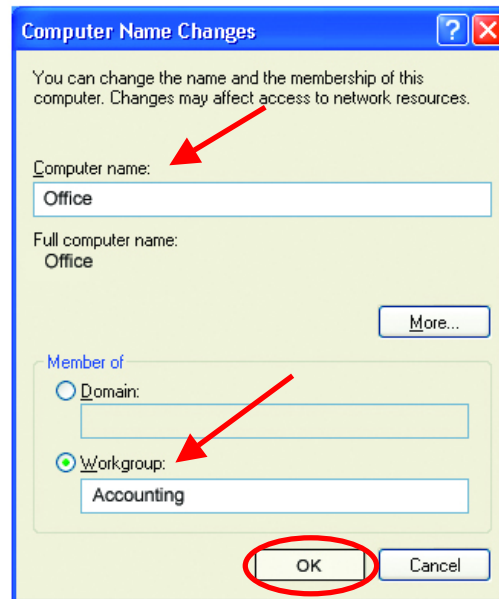 Computer Name Changes
You can change the name and the membership of this
computer. Changes may affect access to network resources.
Computer name:
Office
Full computer name:
Office
More...
Member of
Domain:
Workgroup:
Accounting
OK Cancel